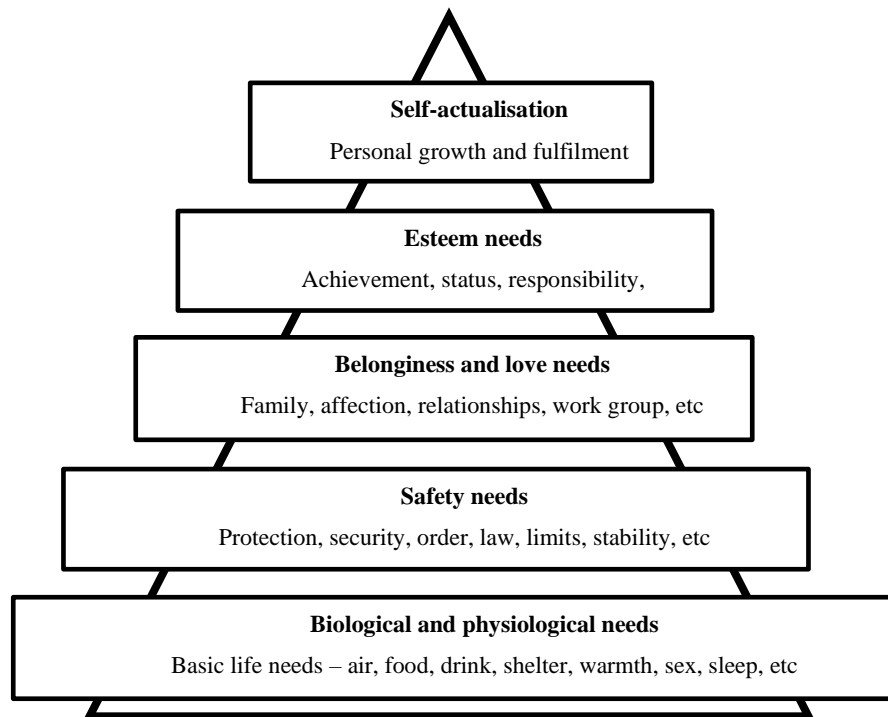 Self-actualisation
Personal growth and fulfilment
Esteem needs
Achievement, status, responsibility,
Belonginess and love needs
Family, affection, relationships, work group, etc
Safety needs
Protection, security, order, law, limits, stability, etc
Biological and physiological needs
Basic life needs – air, food, drink, shelter, warmth, sex, sleep, etc